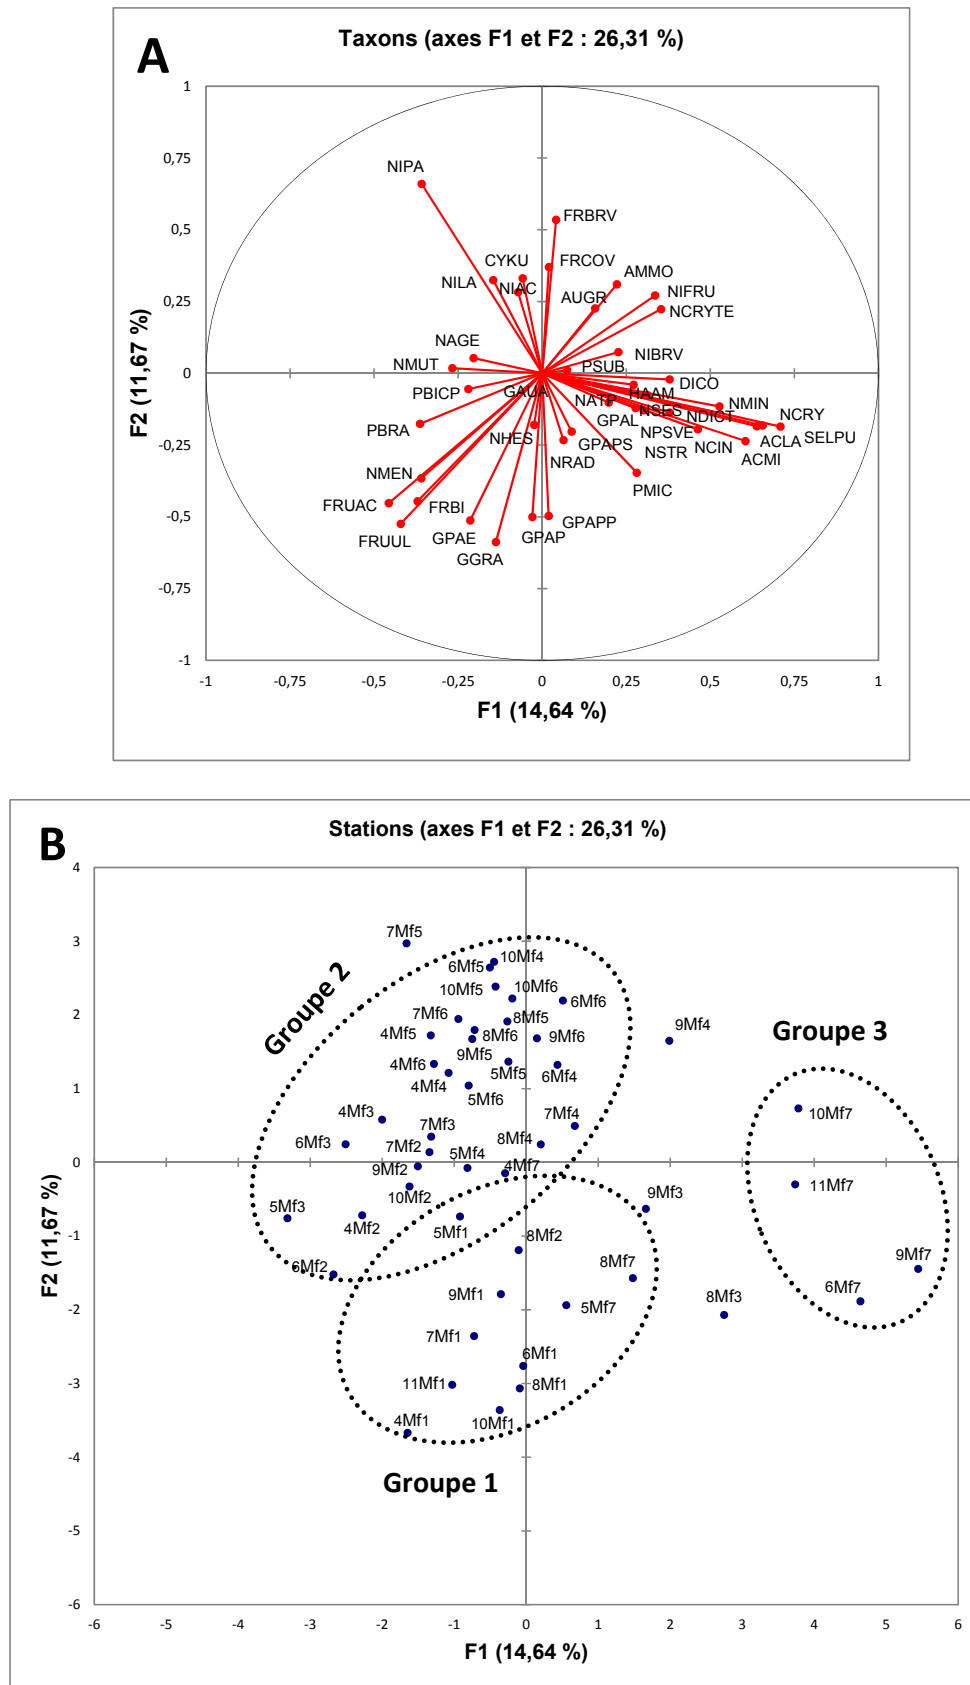 A
Taxons (axes F1 et F2 : 26,31 %)
1
0,75
NIPA
0,5
FRBRV
CYKU
FRCOV
NILA
NIAC
AMMO
0,25
AUGR
NIFRU
NCRYTE
NAGE
NIBRV
NMUT
PSUB
0
DICO
PBICP
GAUA
HAAM
NATP
NMIN
GPAL
NSES
NDICT
NCRY
PBRA
NHES
GPAPS
NPSVE
ACLA
SELPU
-0,25
NRAD
NSTR
NCIN
ACMI
NMEN
PMIC
FRUAC
FRBI
-0,5
FRUUL
GPAE
GPAP
GPAPP
GGRA
-0,75
-1
-1 -0,75 -0,5 -0,25 0 0,25 0,5 0,75 1
F1 (14,64 %)
F2 (11,67 %)
B
Stations (axes F1 et F2 : 26,31 %)
4
7Mf5
3
10Mf4
6Mf5
Groupe 2
10Mf5
10Mf6
6Mf6
2
7Mf6
8Mf5
9Mf4
Groupe 3
4Mf5
8Mf6
9Mf6
9Mf5
4Mf6
5Mf5
6Mf4
4Mf4
1
5Mf6
10Mf7
4Mf3
7Mf3
7Mf4
6Mf3
7Mf2
5Mf4
8Mf4
0
9Mf2
4Mf7
11Mf7
10Mf2
9Mf3
5Mf3
4Mf2
5Mf1
-1
8Mf2
9Mf7
6Mf2
8Mf7
9Mf1
5Mf7
8Mf3
6Mf7
-2
7Mf1
6Mf1
-3
11Mf1
8Mf1
4Mf1
10Mf1
-4
Groupe 1
-5
-6
-6 -5 -4 -3 -2 -1 0 1 2 3 4 5 6
F1 (14,64 %)
F2 (11,67 %)